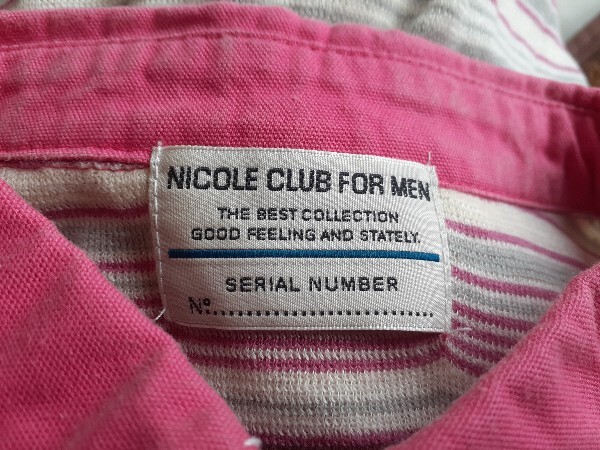 NICOLE CLUB FOR MEN
THE BEST COLLECTION
GOOD FEELING AND STATELY.
SERIAL NUMBER
Nº..............................